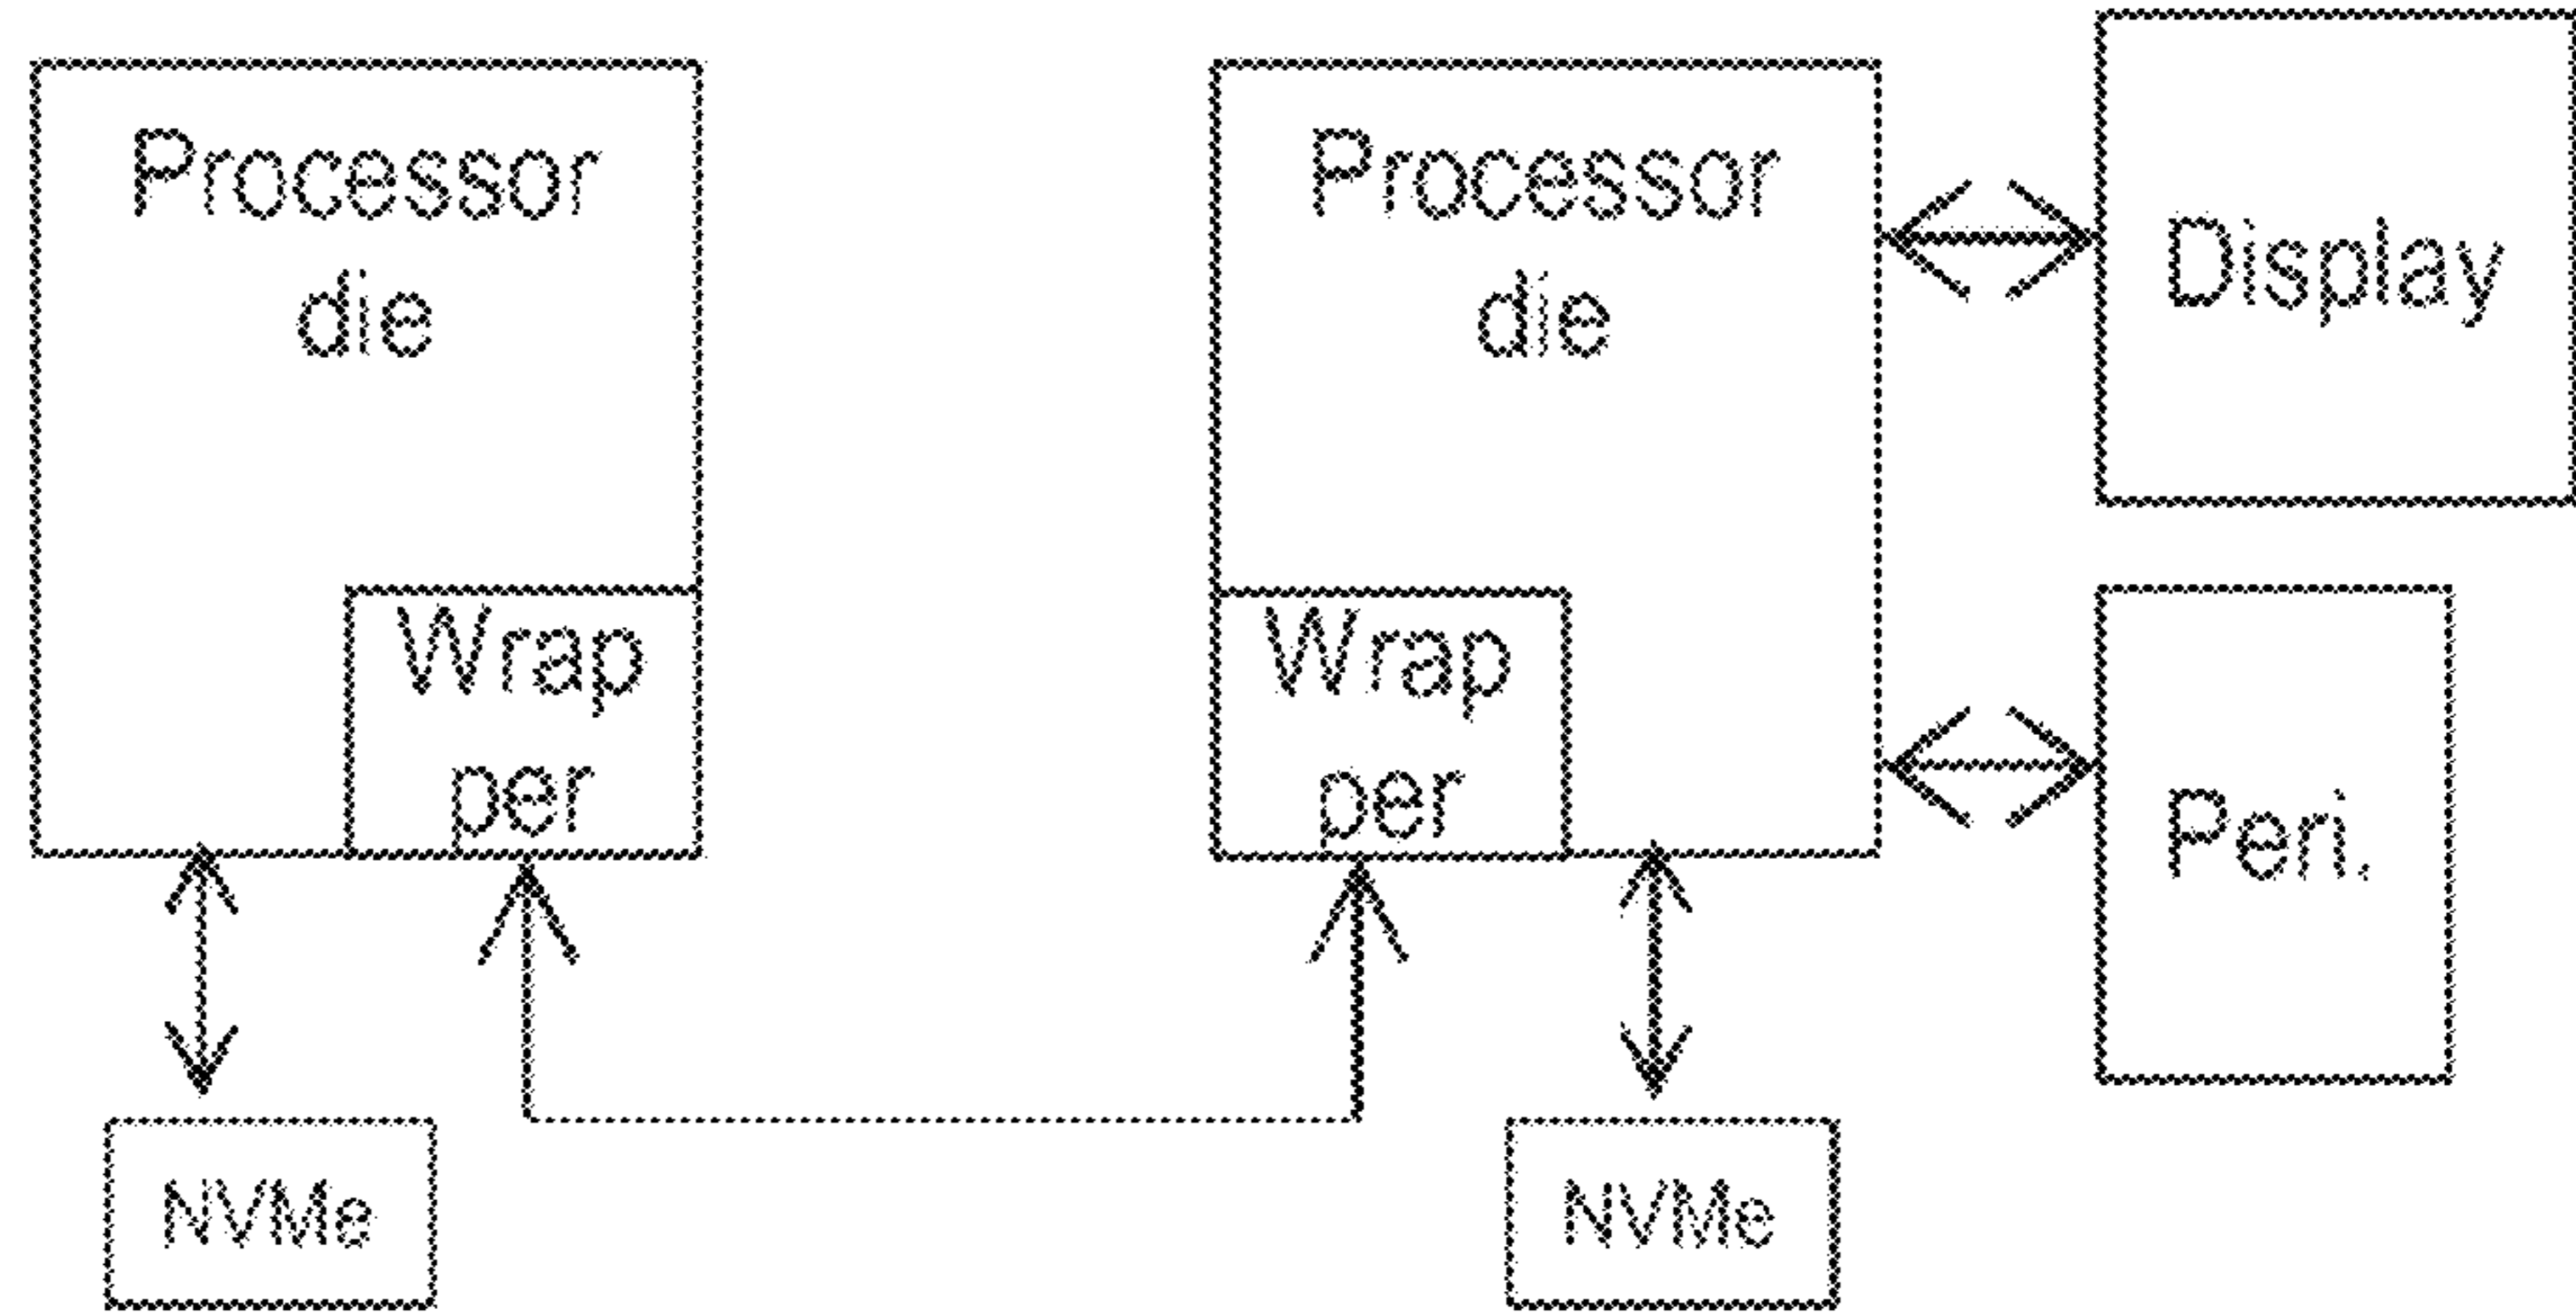 Processor
die
Wrap
per
NVMe
Processor
die
Wrap
per
NVMe
Display
Peri.